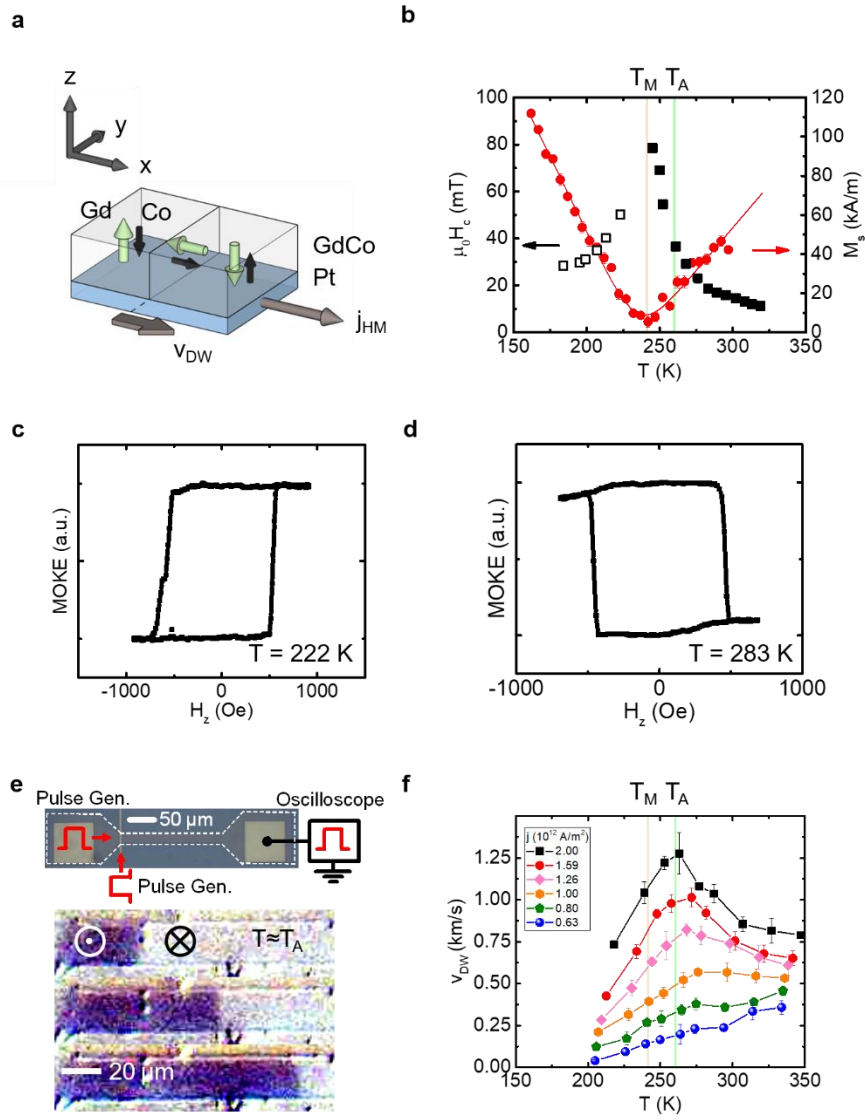 a
z
y
x
Gd
Co
GdCo
Pt
j_HM
v_DW
b
T_M T_A
100
80
60
40
20
0
μ₀H_c (mT)
120
100
80
60
40
20
0
M_s (kA/m)
150 200 250 300 350
T (K)
c
MOKE (a.u.)
T = 222 K
-1000 0 1000
H_z (Oe)
d
MOKE (a.u.)
T = 283 K
-1000 0 1000
H_z (Oe)
e
Pulse Gen.
50 μm
Oscilloscope
Pulse Gen.
T≈T_A
20 μm
f
T_M T_A
j (10¹² A/m²)
2.00
1.59
1.26
1.00
0.80
0.63
1.25
1.00
0.75
0.50
0.25
0.00
v_DW (km/s)
150 200 250 300 350
T (K)